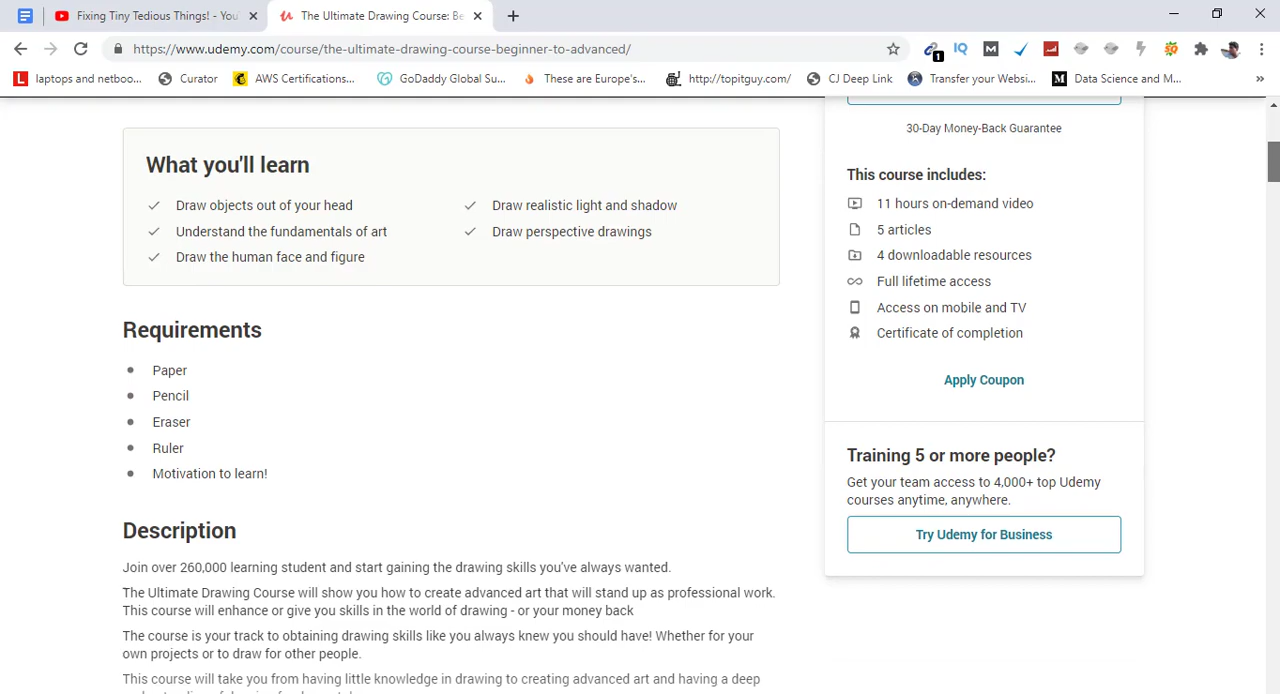 Fixing Tiny Tedious Things! - You
The Ultimate Drawing Course: Be
https://www.udemy.com/course/the-ultimate-drawing-course-beginner-to-advanced/
1
IQ
M
L laptops and netboo...
Curator
AWS Certifications...
GoDaddy Global Su...
These are Europe's...
http://topitguy.com/
CJ Deep Link
Transfer your Websi...
M Data Science and M...
»
What you'll learn
Draw objects out of your head
Draw realistic light and shadow
Understand the fundamentals of art
Draw perspective drawings
Draw the human face and figure
Requirements
Paper
Pencil
Eraser
Ruler
Motivation to learn!
Description
Join over 260,000 learning student and start gaining the drawing skills you've always wanted.
The Ultimate Drawing Course will show you how to create advanced art that will stand up as professional work.
This course will enhance or give you skills in the world of drawing - or your money back
The course is your track to obtaining drawing skills like you always knew you should have! Whether for your
own projects or to draw for other people.
This course will take you from having little knowledge in drawing to creating advanced art and having a deep
30-Day Money-Back Guarantee
This course includes:
11 hours on-demand video
5 articles
4 downloadable resources
Full lifetime access
Access on mobile and TV
Certificate of completion
Apply Coupon
Training 5 or more people?
Get your team access to 4,000+ top Udemy
courses anytime, anywhere.
Try Udemy for Business